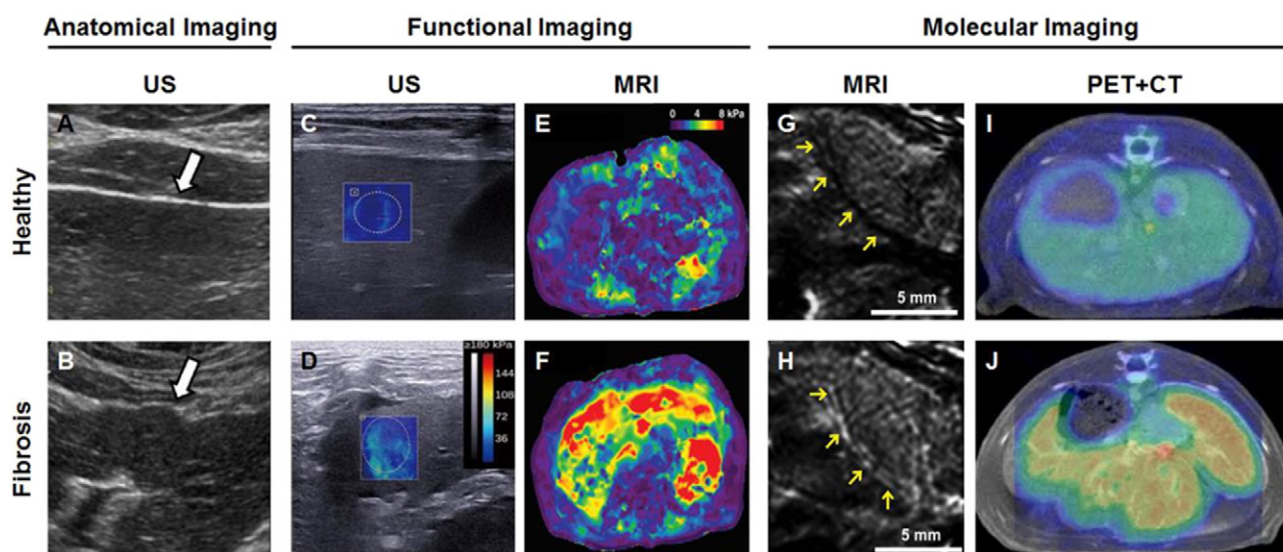 Anatomical Imaging Functional Imaging Molecular Imaging
US US MRI MRI PET+CT
Healthy
A C E G I
0 4 8 kPa
5 mm
Fibrosis
B D F H J
≥180 kPa
144
108
72
36
5 mm